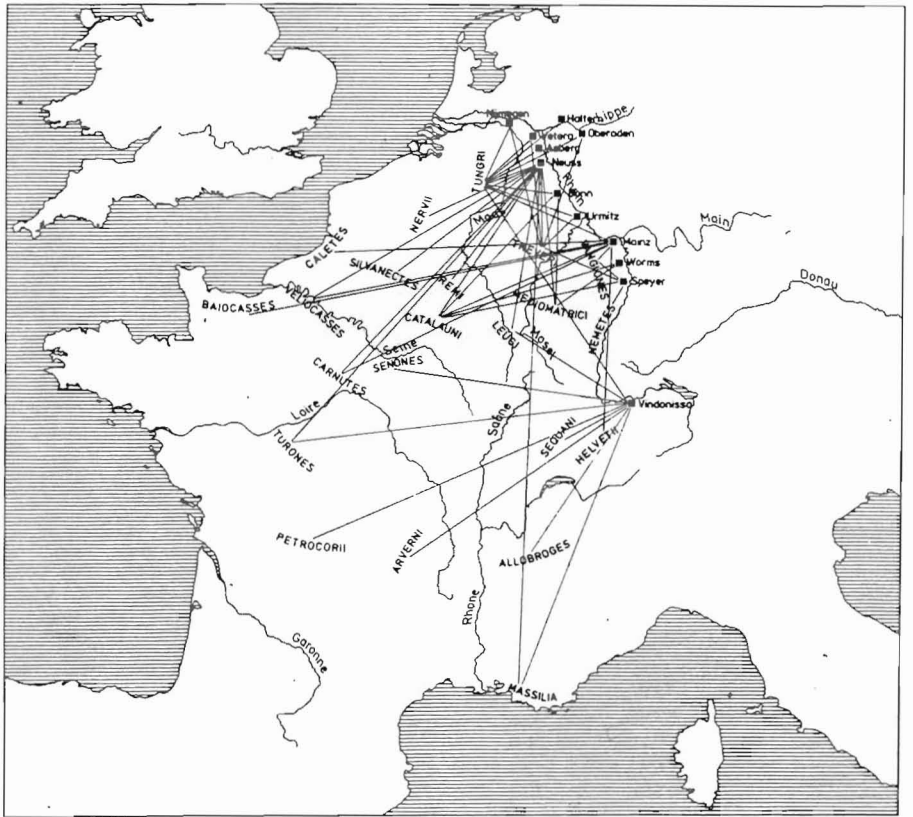 Nijmegen
Haltern
Lippe
Vetera
Oberaden
Asberg
Neuss
TUNGRI
Bonn
Rhein
NERVII
Maas
Urmitz
Main
CALETES
Mainz
Worms
SILVANECTES
REMI
Speyer
Donau
BAIOCASSES
VELIOCASSES
MEDIOMATRICI
CATALAUNI
LEUCI
Mosel
NEMETES
Seine
SENONES
CARNUTES
Vindonissa
Loire
Saône
TURONES
SEQUANI
HELVETII
PETROCORII
ARVERNI
ALLOBROGES
Rhone
Garonne
MASSILIA